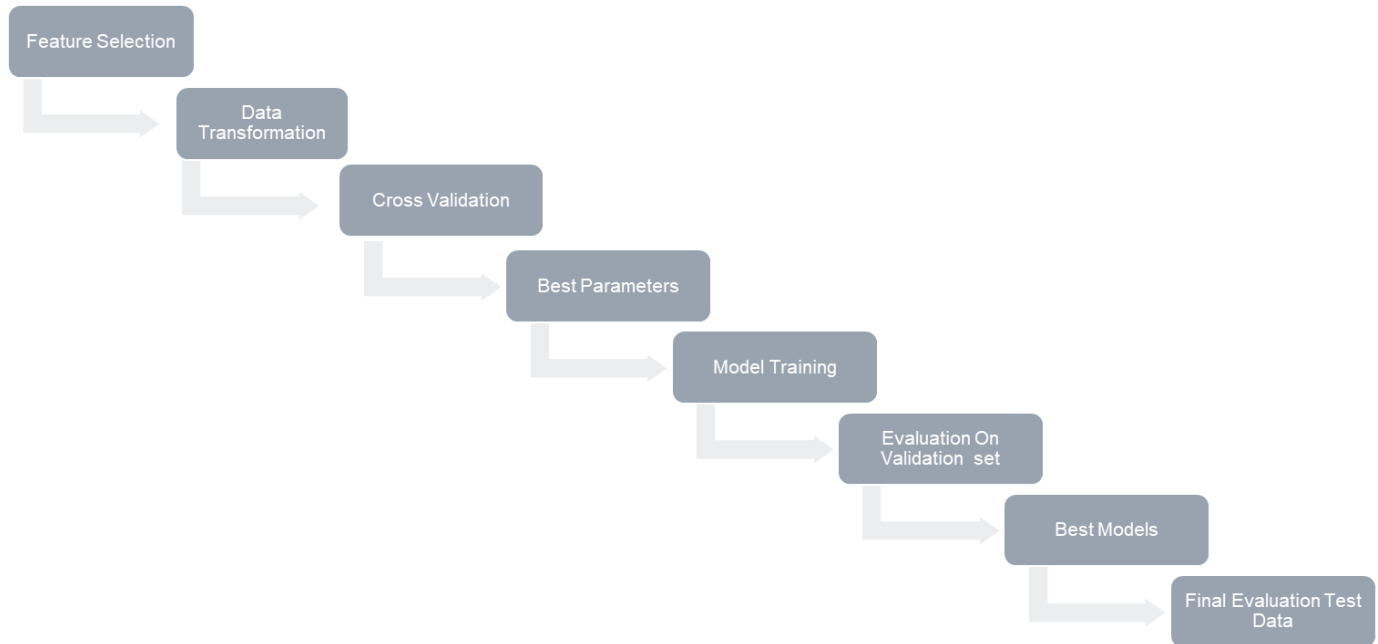 Feature Selection
Data
Transformation
Cross Validation
Best Parameters
Model Training
Evaluation On
Validation set
Best Models
Final Evaluation Test
Data